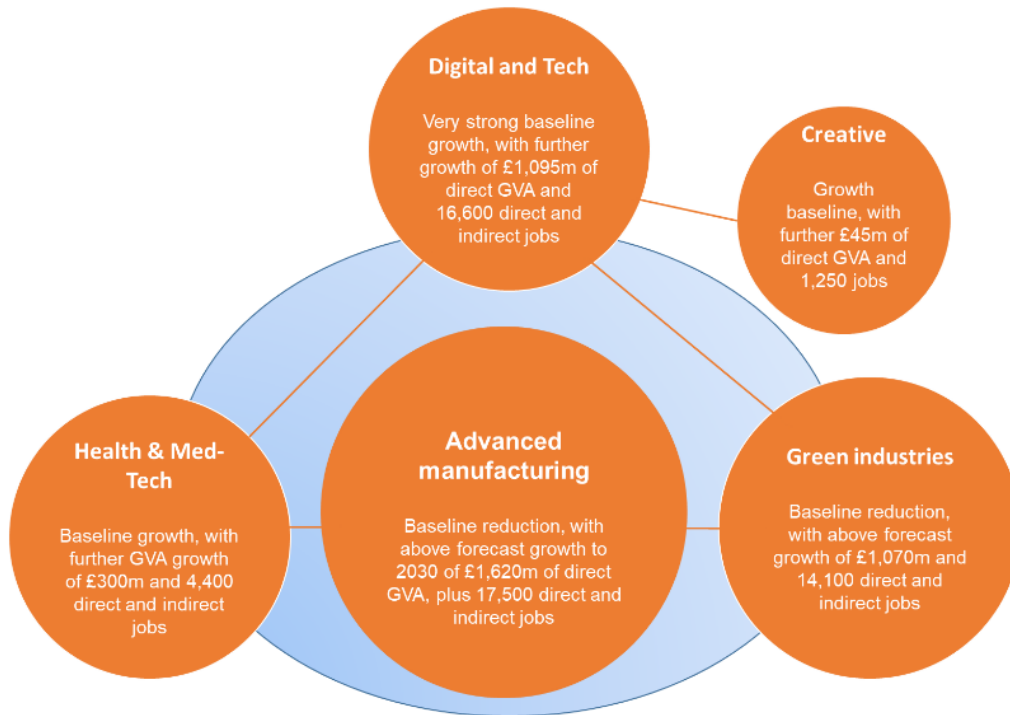 Digital and Tech
Very strong baseline
growth, with further
growth of £1,095m of
direct GVA and
16,600 direct and
indirect jobs
Creative
Growth
baseline, with
further £45m of
direct GVA and
1,250 jobs
Health & Med-
Tech
Baseline growth, with
further GVA growth
of £300m and 4,400
direct and indirect
jobs
Advanced
manufacturing
Baseline reduction, with
above forecast growth to
2030 of £1,620m of direct
GVA, plus 17,500 direct and
indirect jobs
Green industries
Baseline reduction,
with above forecast
growth of £1,070m and
14,100 direct and
indirect jobs